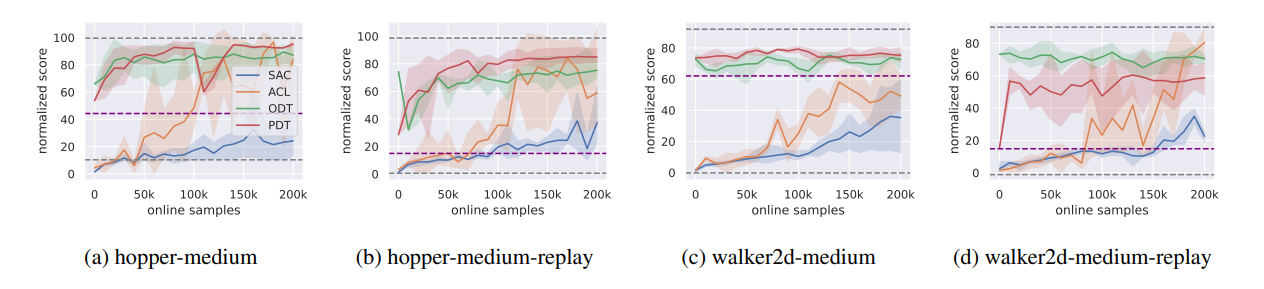 100
80
60
40
20
0
normalized score
0
50k
100k
150k
200k
online samples
SAC
ACL
ODT
PDT
(a) hopper-medium
100
80
60
40
20
0
normalized score
0
50k
100k
150k
200k
online samples
(b) hopper-medium-replay
80
60
40
20
0
normalized score
0
50k
100k
150k
200k
online samples
(c) walker2d-medium
80
60
40
20
0
normalized score
0
50k
100k
150k
200k
online samples
(d) walker2d-medium-replay